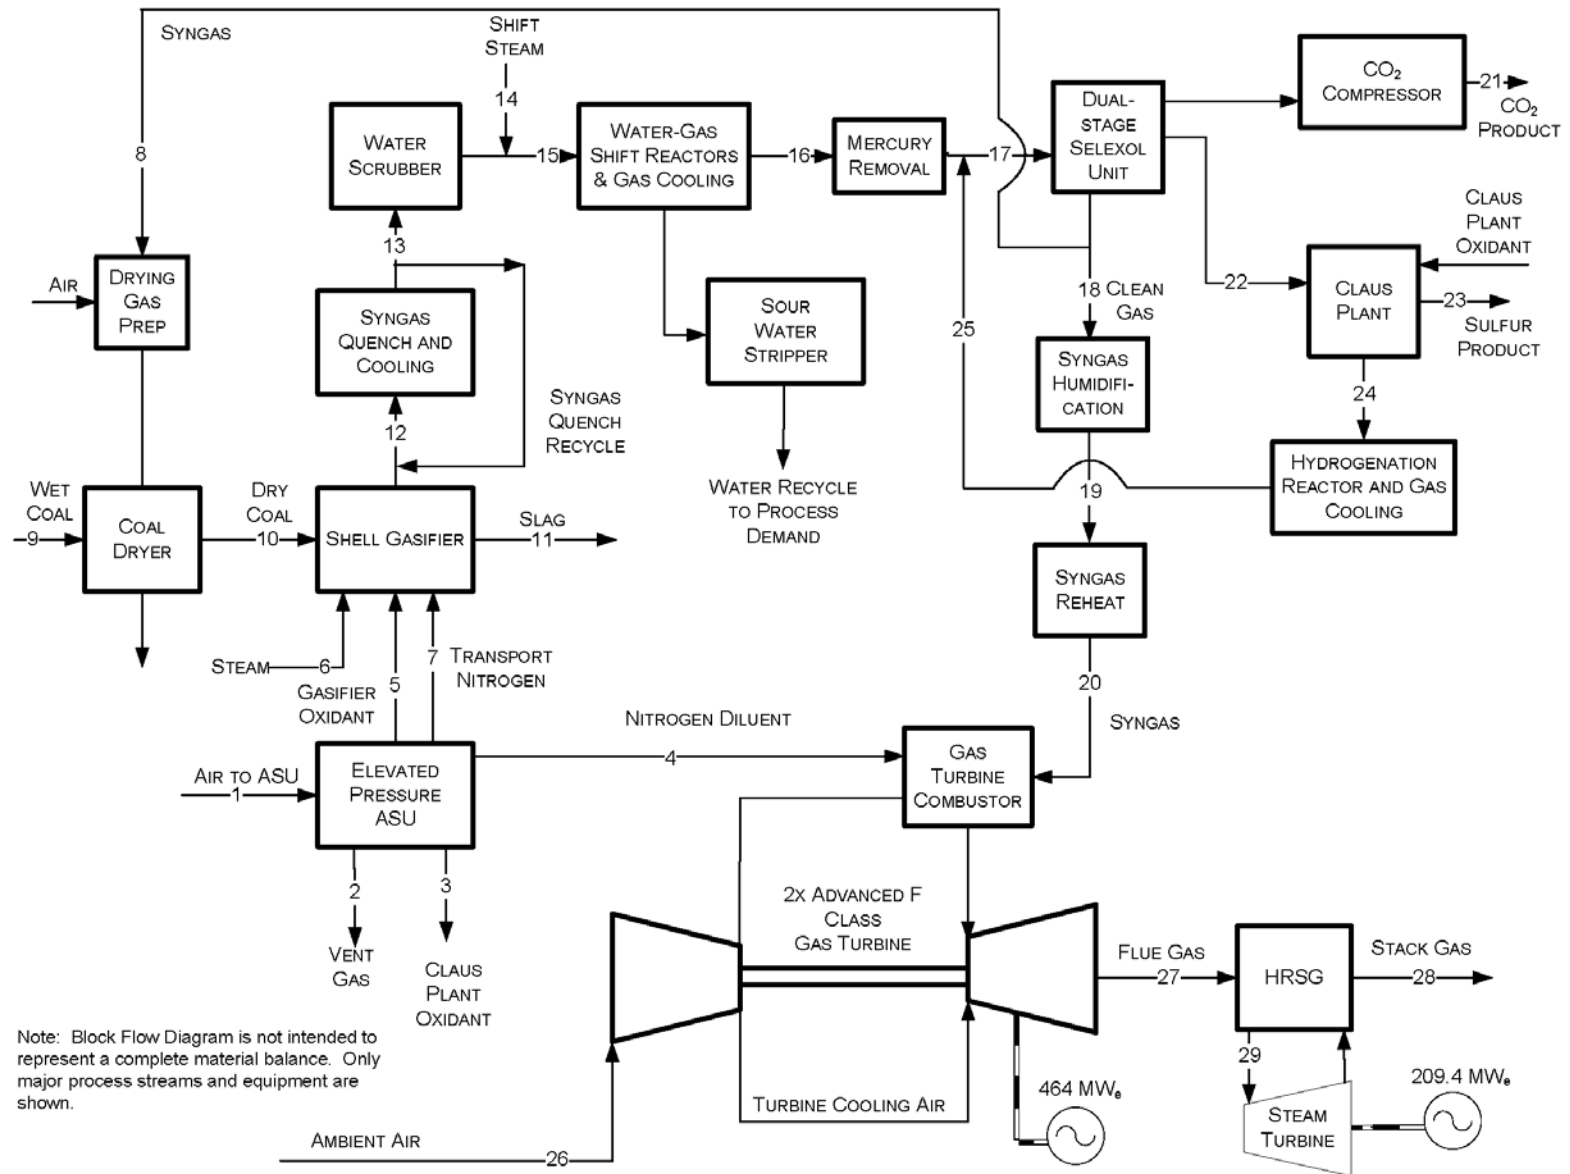 SYNGAS
SHIFT
STEAM
14
8
WATER
SCRUBBER
15
WATER-GAS
SHIFT REACTORS
& GAS COOLING
16
MERCURY
REMOVAL
17
DUAL-
STAGE
SELEXOL
UNIT
CO2
COMPRESSOR
21
CO2
PRODUCT
CLAUS
PLANT
OXIDANT
13
AIR
DRYING
GAS
PREP
SYNGAS
QUENCH AND
COOLING
SOUR
WATER
STRIPPER
25
18 CLEAN
GAS
22
CLAUS
PLANT
23
SULFUR
PRODUCT
SYNGAS
HUMIDIFI-
CATION
24
12
SYNGAS
QUENCH
RECYCLE
WATER RECYCLE
TO PROCESS
DEMAND
19
HYDROGENATION
REACTOR AND GAS
COOLING
WET
COAL
9
COAL
DRYER
DRY
COAL
10
SHELL GASIFIER
SLAG
11
SYNGAS
REHEAT
STEAM
6
GASIFIER
OXIDANT
5
7
TRANSPORT
NITROGEN
20
SYNGAS
NITROGEN DILUENT
4
AIR TO ASU
1
ELEVATED
PRESSURE
ASU
GAS
TURBINE
COMBUSTOR
2
3
VENT
GAS
CLAUS
PLANT
OXIDANT
2X ADVANCED F
CLASS
GAS TURBINE
FLUE GAS
27
HRSG
STACK GAS
28
Note: Block Flow Diagram is not intended to
represent a complete material balance. Only
major process streams and equipment are
shown.
29
464 MWe
209.4 MWe
TURBINE COOLING AIR
STEAM
TURBINE
AMBIENT AIR
26